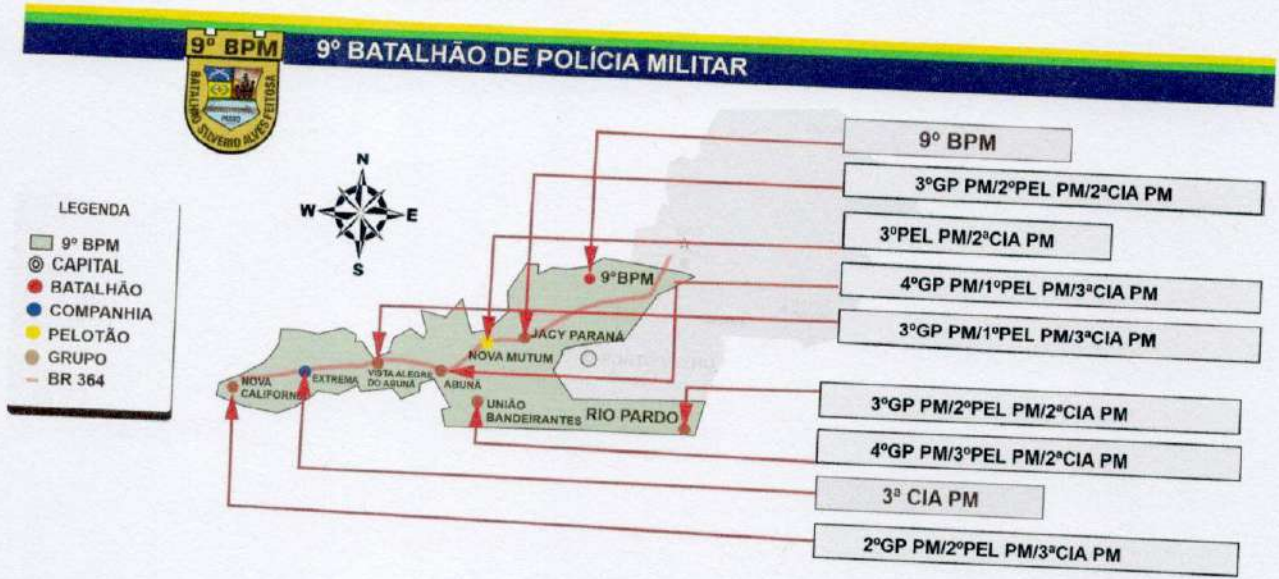 9º BPM
BATALHÃO SILVERIO ALVES FEITOSA
9º BATALHÃO DE POLÍCIA MILITAR
N
W
E
S
LEGENDA
9º BPM
CAPITAL
BATALHÃO
COMPANHIA
PELOTÃO
GRUPO
BR 364
9º BPM
JACY PARANÁ
NOVA MUTUM
VISTA ALEGRE
DO ABUNÃ
ABUNÃ
EXTREMA
NOVA
UNIÃO
BANDEIRANTES
RIO PARDO
9º BPM
3ºGP PM/2ºPEL PM/2ªCIA PM
3ºPEL PM/2ªCIA PM
4ºGP PM/1ºPEL PM/3ªCIA PM
3ºGP PM/1ºPEL PM/3ªCIA PM
3ºGP PM/2ºPEL PM/2ªCIA PM
4ºGP PM/3ºPEL PM/2ªCIA PM
3ª CIA PM
2ºGP PM/2ºPEL PM/3ªCIA PM